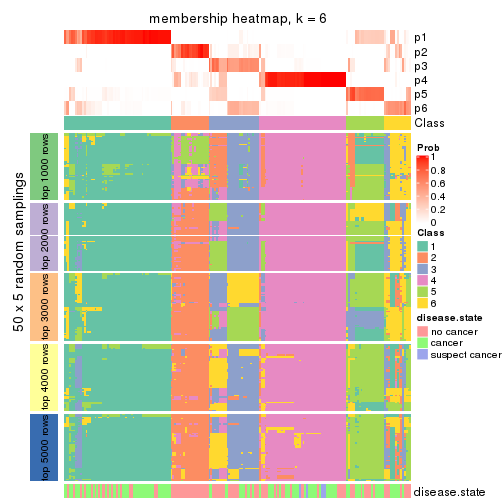 membership heatmap, k = 6
p1
p2
p3
p4
p5
p6
Class
50 x 5 random samplings
top 1000 rows
top 2000 rows
top 3000 rows
top 4000 rows
top 5000 rows
Prob
1
0.8
0.6
0.4
0.2
0
Class
1
2
3
4
5
6
disease.state
no cancer
cancer
suspect cancer
disease.state